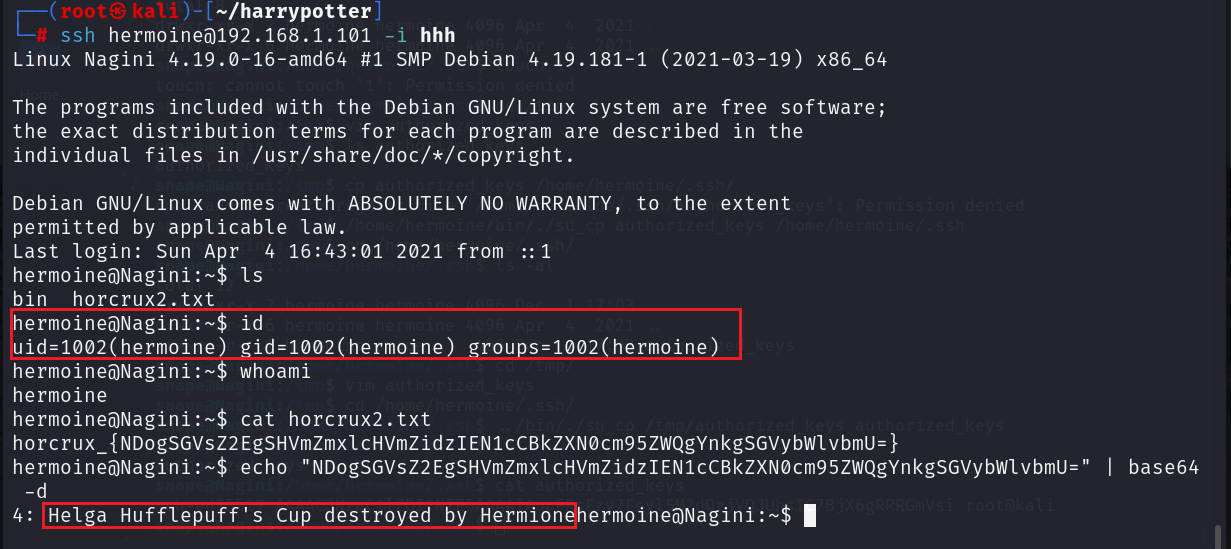 ┌──(root㉿kali)-[~/harrypotter]
└─# ssh hermoine@192.168.1.101 -i hhh
Linux Nagini 4.19.0-16-amd64 #1 SMP Debian 4.19.181-1 (2021-03-19) x86_64
The programs included with the Debian GNU/Linux system are free software;
the exact distribution terms for each program are described in the
individual files in /usr/share/doc/*/copyright.
Debian GNU/Linux comes with ABSOLUTELY NO WARRANTY, to the extent
permitted by applicable law.
Last login: Sun Apr  4 16:43:01 2021 from ::1
hermoine@Nagini:~$ ls
bin  horcrux2.txt
hermoine@Nagini:~$ id
uid=1002(hermoine) gid=1002(hermoine) groups=1002(hermoine)
hermoine@Nagini:~$ whoami
hermoine
hermoine@Nagini:~$ cat horcrux2.txt
horcrux_{NDogSGVsZ2EgSHVmZmxlcHVmZidzIEN1cCBkZXN0cm95ZWQgYnkgSGVybWlvbmU=}
hermoine@Nagini:~$ echo "NDogSGVsZ2EgSHVmZmxlcHVmZidzIEN1cCBkZXN0cm95ZWQgYnkgSGVybWlvbmU=" | base64
-d
4: Helga Hufflepuff's Cup destroyed by Hermionehermoine@Nagini:~$